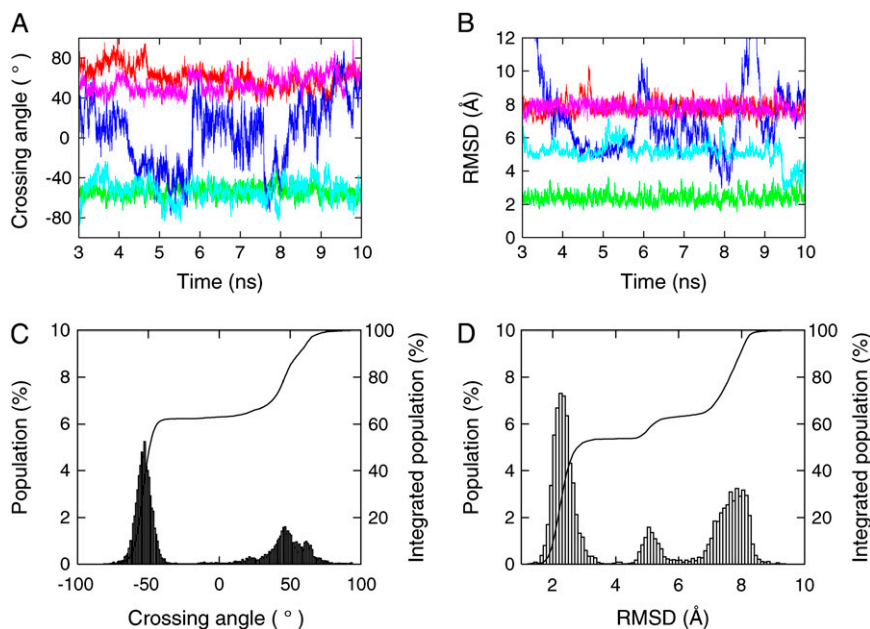 A
Crossing angle ( ° )
80
40
0
-40
-80
3 4 5 6 7 8 9 10
Time (ns)
B
RMSD (Å)
12
10
8
6
4
2
0
3 4 5 6 7 8 9 10
Time (ns)
C
Population (%)
10
8
6
4
2
0
-100 -50 0 50 100
Crossing angle ( ° )
100
80
60
40
20
Integrated population (%)
D
Population (%)
10
8
6
4
2
0
2 4 6 8 10
RMSD (Å)
100
80
60
40
20
Integrated population (%)